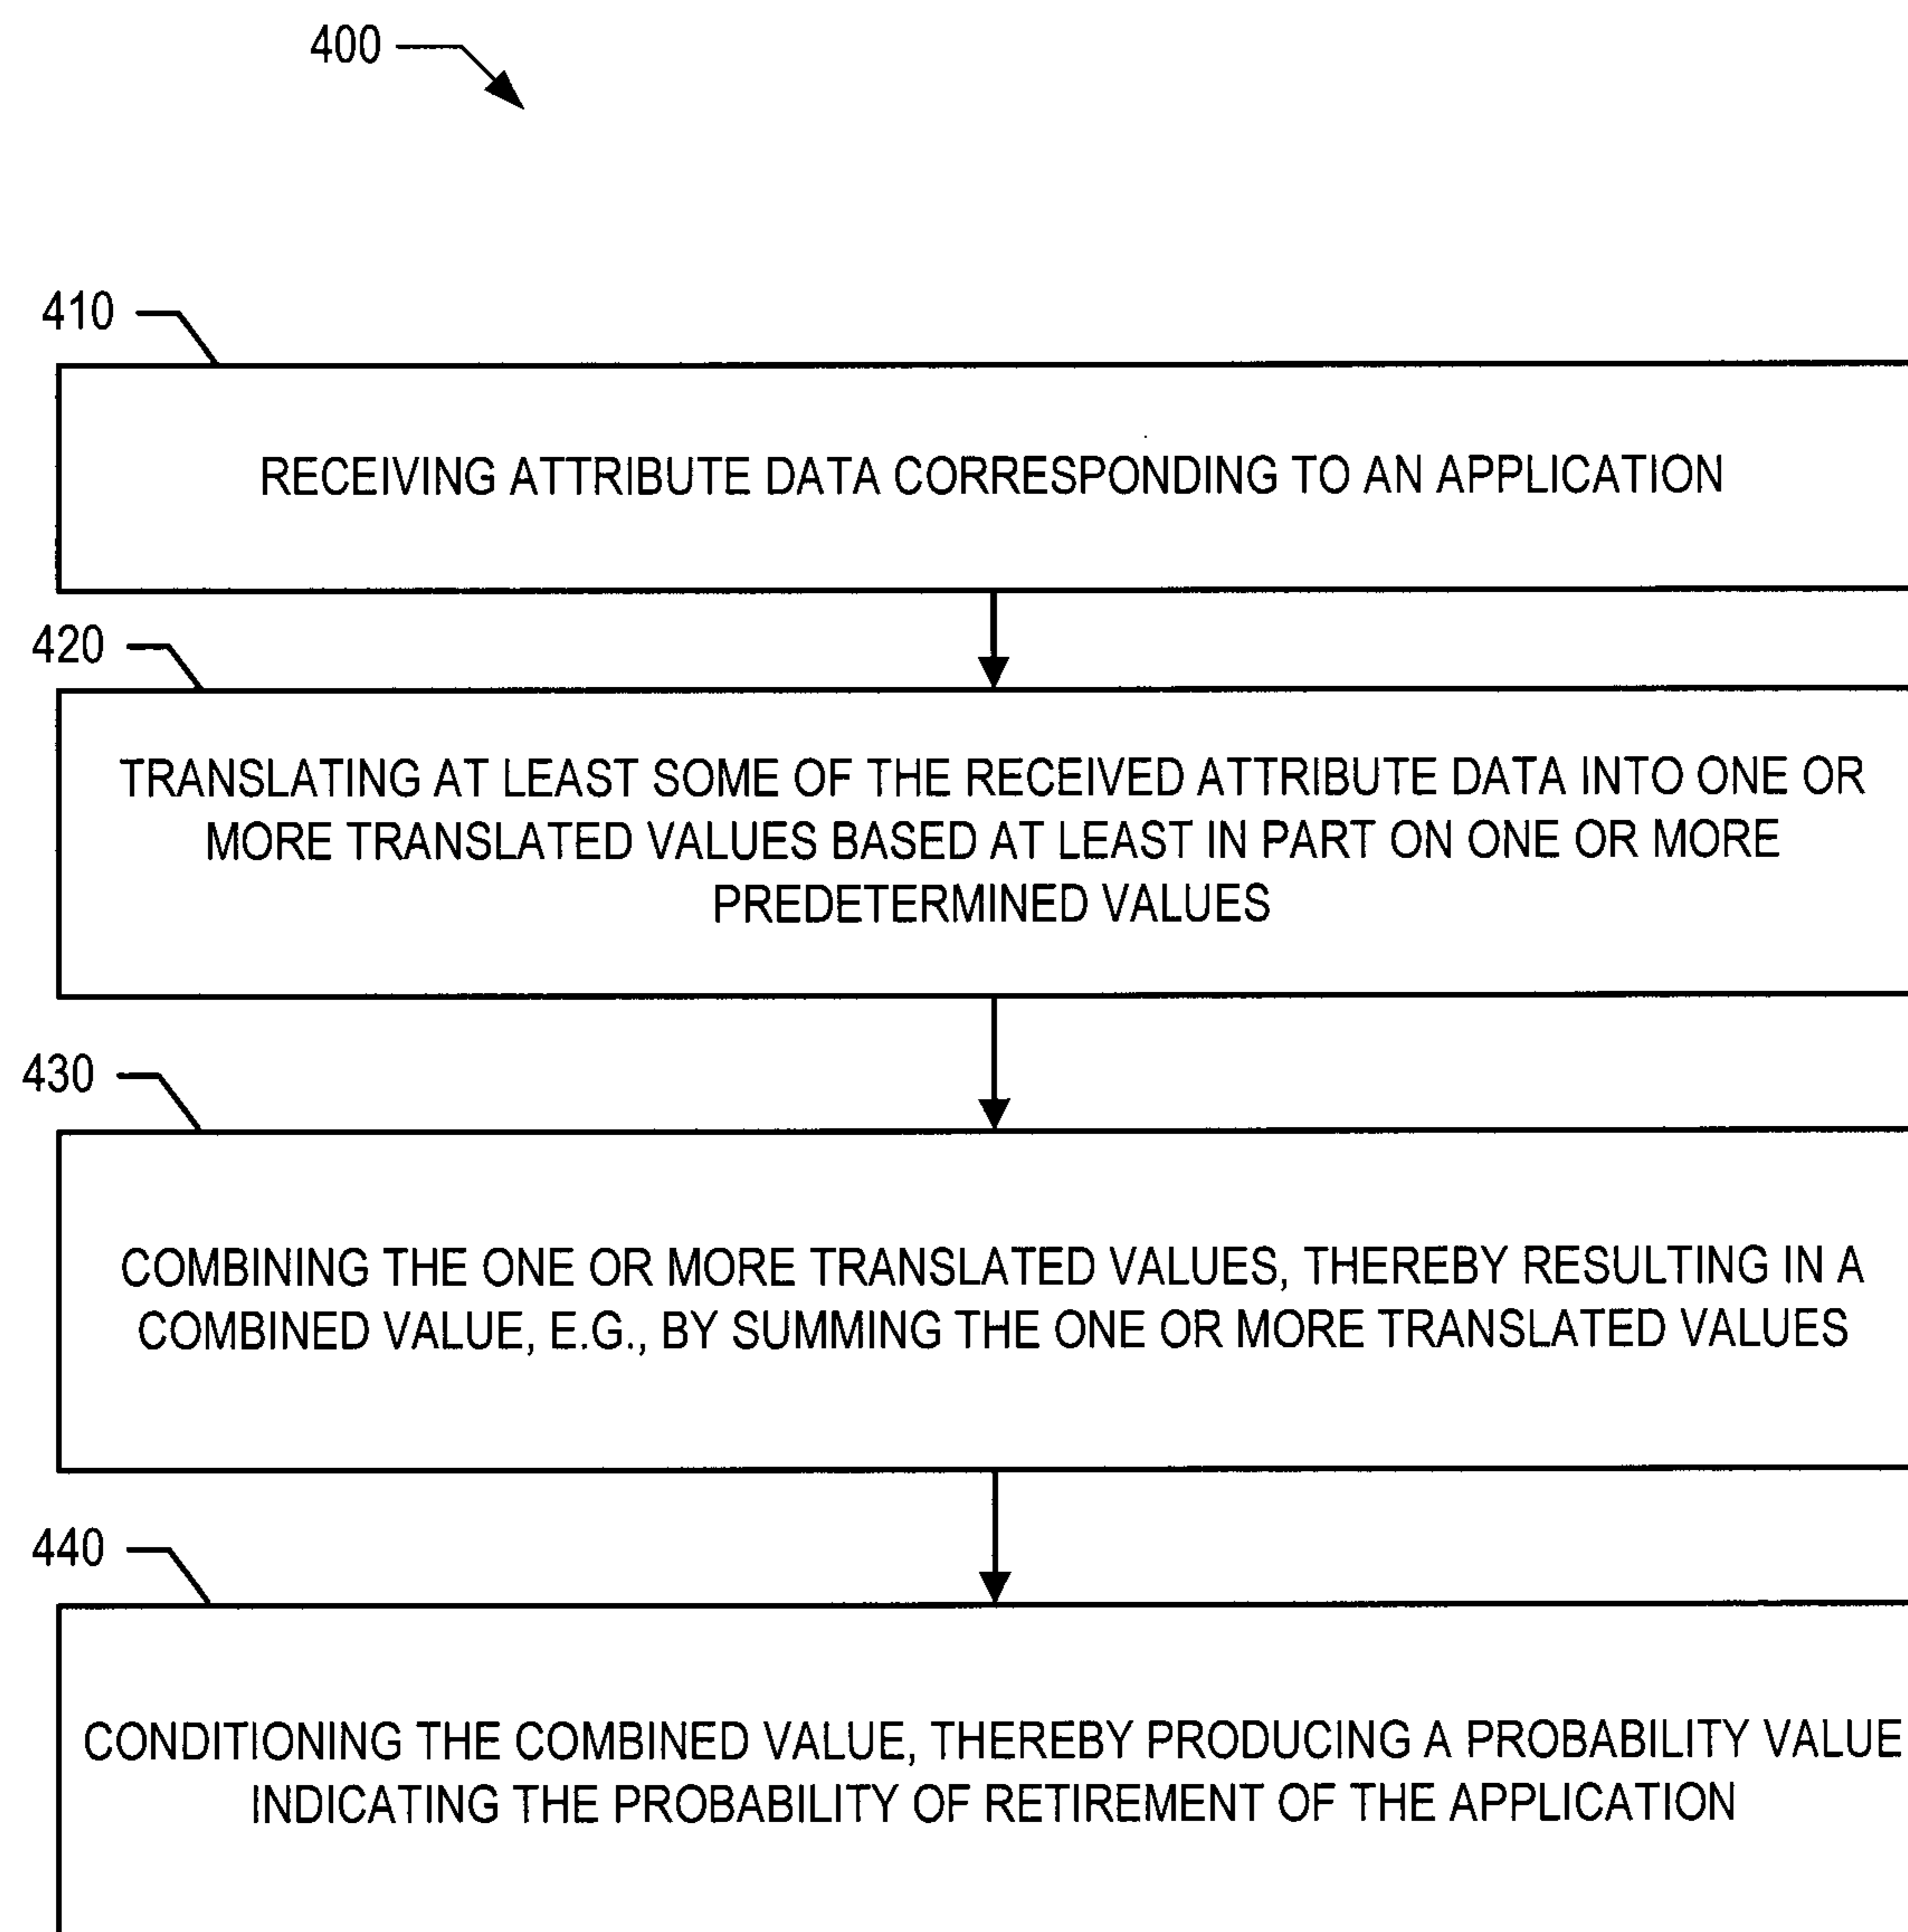 400
410
RECEIVING ATTRIBUTE DATA CORRESPONDING TO AN APPLICATION
420
TRANSLATING AT LEAST SOME OF THE RECEIVED ATTRIBUTE DATA INTO ONE OR
MORE TRANSLATED VALUES BASED AT LEAST IN PART ON ONE OR MORE
PREDETERMINED VALUES
430
COMBINING THE ONE OR MORE TRANSLATED VALUES, THEREBY RESULTING IN A
COMBINED VALUE, E.G., BY SUMMING THE ONE OR MORE TRANSLATED VALUES
440
CONDITIONING THE COMBINED VALUE, THEREBY PRODUCING A PROBABILITY VALUE
INDICATING THE PROBABILITY OF RETIREMENT OF THE APPLICATION